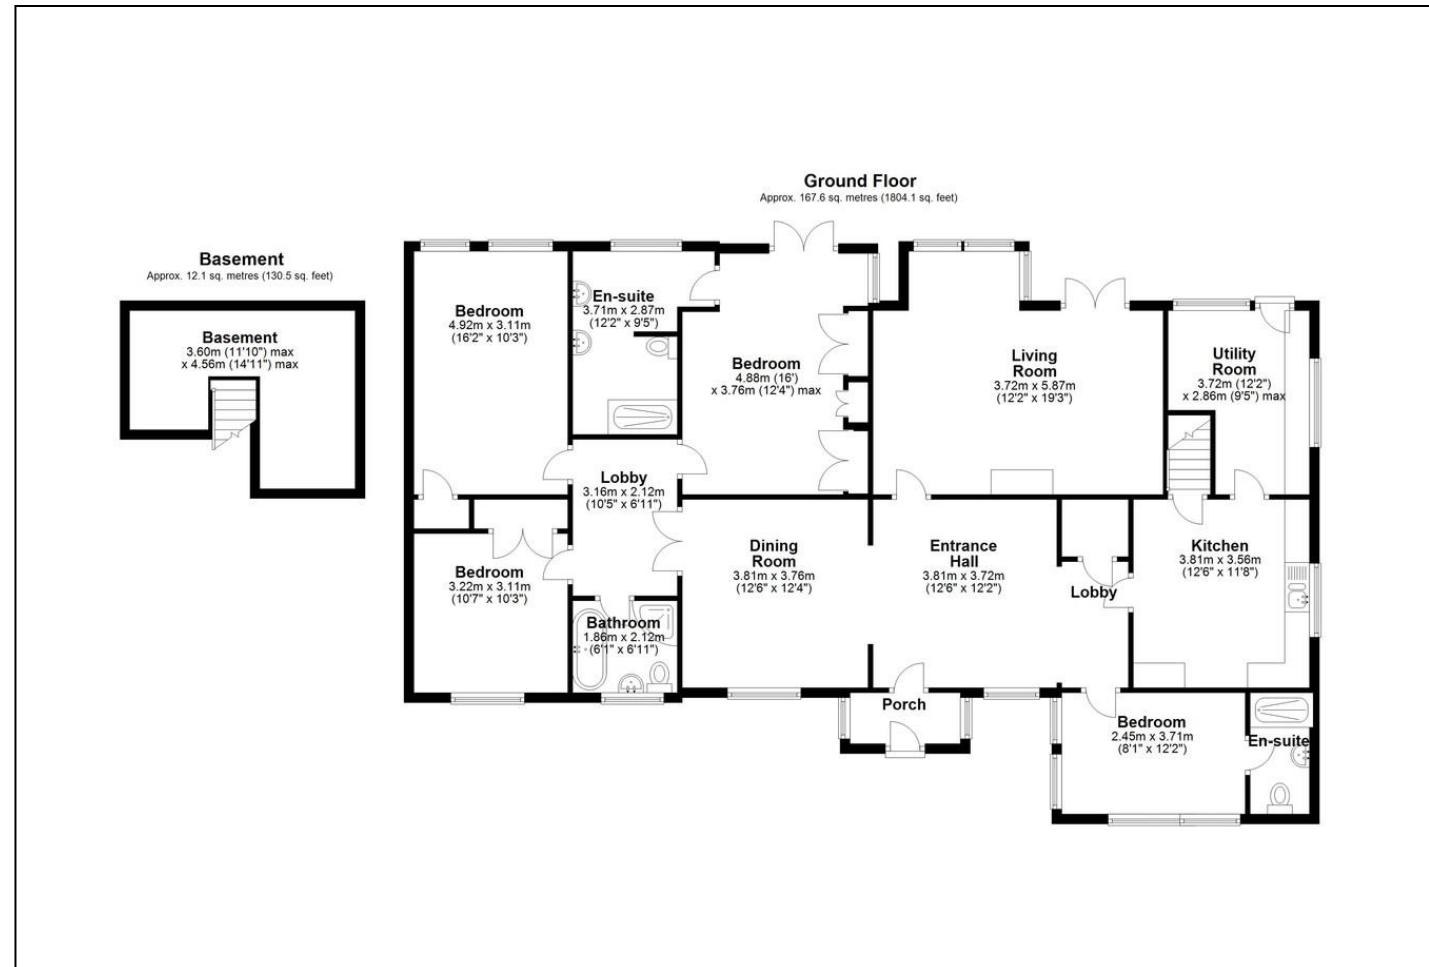 Ground Floor
Approx. 167.6 sq. metres (1804.1 sq. feet)
Basement
Approx. 12.1 sq. metres (130.5 sq. feet)
Basement
3.60m (11'10") max
x 4.56m (14'11") max
Bedroom
4.92m x 3.11m
(16'2" x 10'3")
En-suite
3.71m x 2.87m
(12'2" x 9'5")
Bedroom
4.88m (16')
x 3.76m (12'4") max
Living
Room
3.72m x 5.87m
(12'2" x 19'3")
Utility
Room
3.72m (12'2")
x 2.86m (9'5") max
Lobby
3.16m x 2.12m
(10'5" x 6'11")
Bedroom
3.22m x 3.11m
(10'7" x 10'3")
Dining
Room
3.81m x 3.76m
(12'6" x 12'4")
Entrance
Hall
3.81m x 3.72m
(12'6" x 12'2")
Lobby
Kitchen
3.81m x 3.56m
(12'6" x 11'8")
Bathroom
1.86m x 2.12m
(6'1" x 6'11")
Porch
Bedroom
2.45m x 3.71m
(8'1" x 12'2")
En-suite